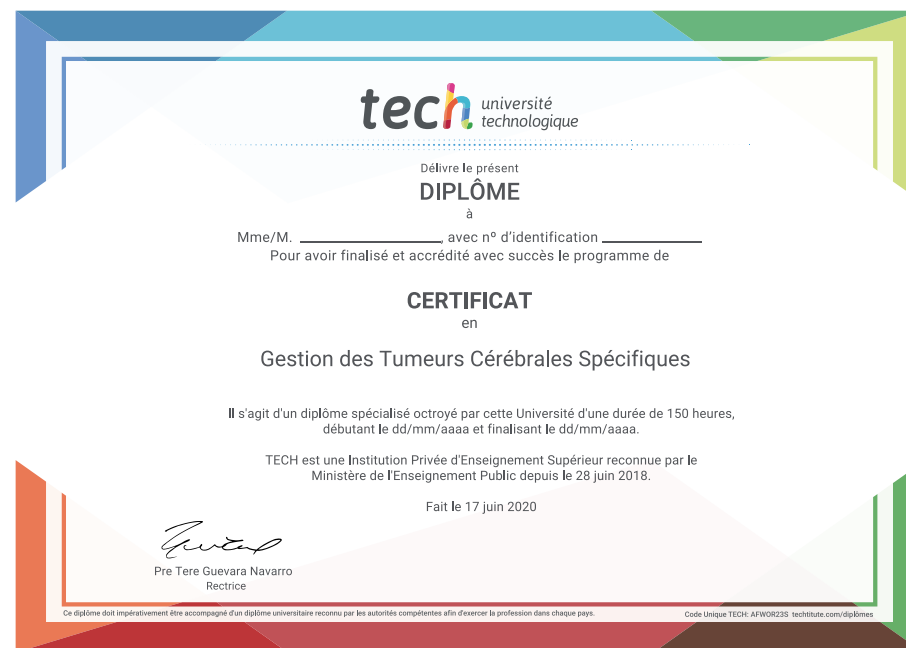 tech université
technologique
Délivre le présent
DIPLÔME
à
Mme/M. ____________, avec nº d'identification ____________
Pour avoir finalisé et accrédité avec succès le programme de
CERTIFICAT
en
Gestion des Tumeurs Cérébrales Spécifiques
Il s'agit d'un diplôme spécialisé octroyé par cette Université d'une durée de 150 heures,
débutant le dd/mm/aaaa et finalisant le dd/mm/aaaa.
TECH est une Institution Privée d'Enseignement Supérieur reconnue par le
Ministère de l'Enseignement Public depuis le 28 juin 2018.
Fait le 17 juin 2020
Pre Tere Guevara Navarro
Rectrice
Ce diplôme doit impérativement être accompagné d'un diplôme universitaire reconnu par les autorités compétentes afin d'exercer la profession dans chaque pays.
Code Unique TECH: AFWOR23S techtitute.com/diplômes